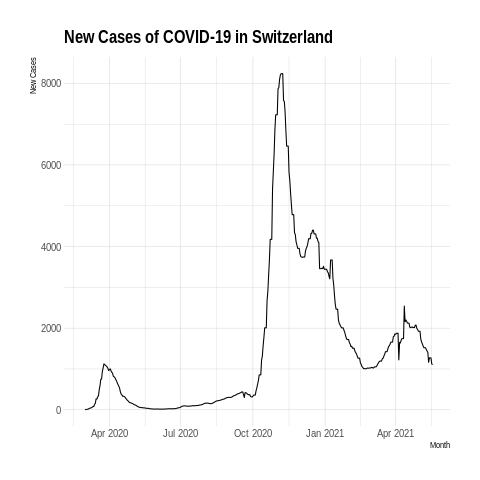 New Cases of COVID-19 in Switzerland
New Cases
8000
6000
4000
2000
0
Apr 2020 Jul 2020 Oct 2020 Jan 2021 Apr 2021
Month